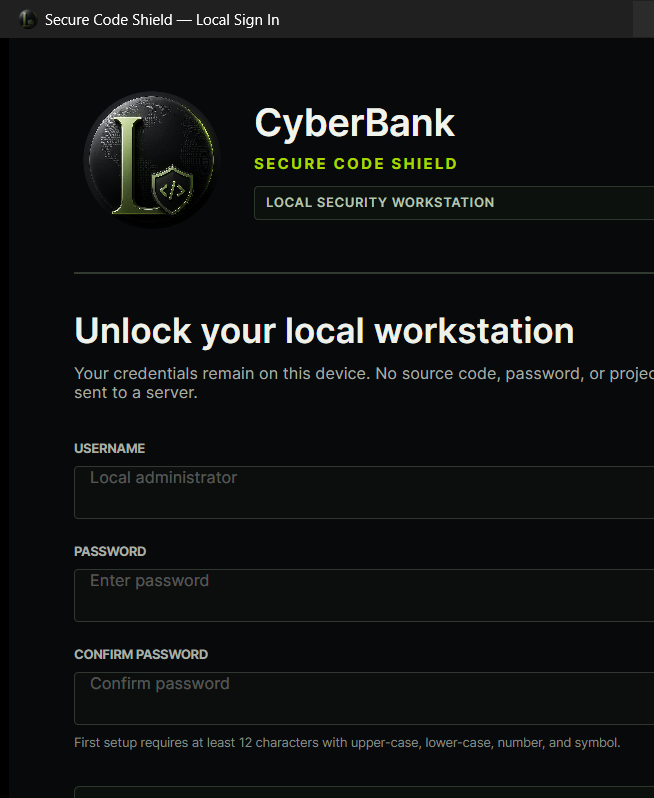 Secure Code Shield — Local Sign In
CyberBank
SECURE CODE SHIELD
LOCAL SECURITY WORKSTATION
L
</>
Unlock your local workstation
Your credentials remain on this device. No source code, password, or
sent to a server.
USERNAME
Local administrator
PASSWORD
Enter password
CONFIRM PASSWORD
Confirm password
First setup requires at least 12 characters with upper-case, lower-case, number, and symbol.